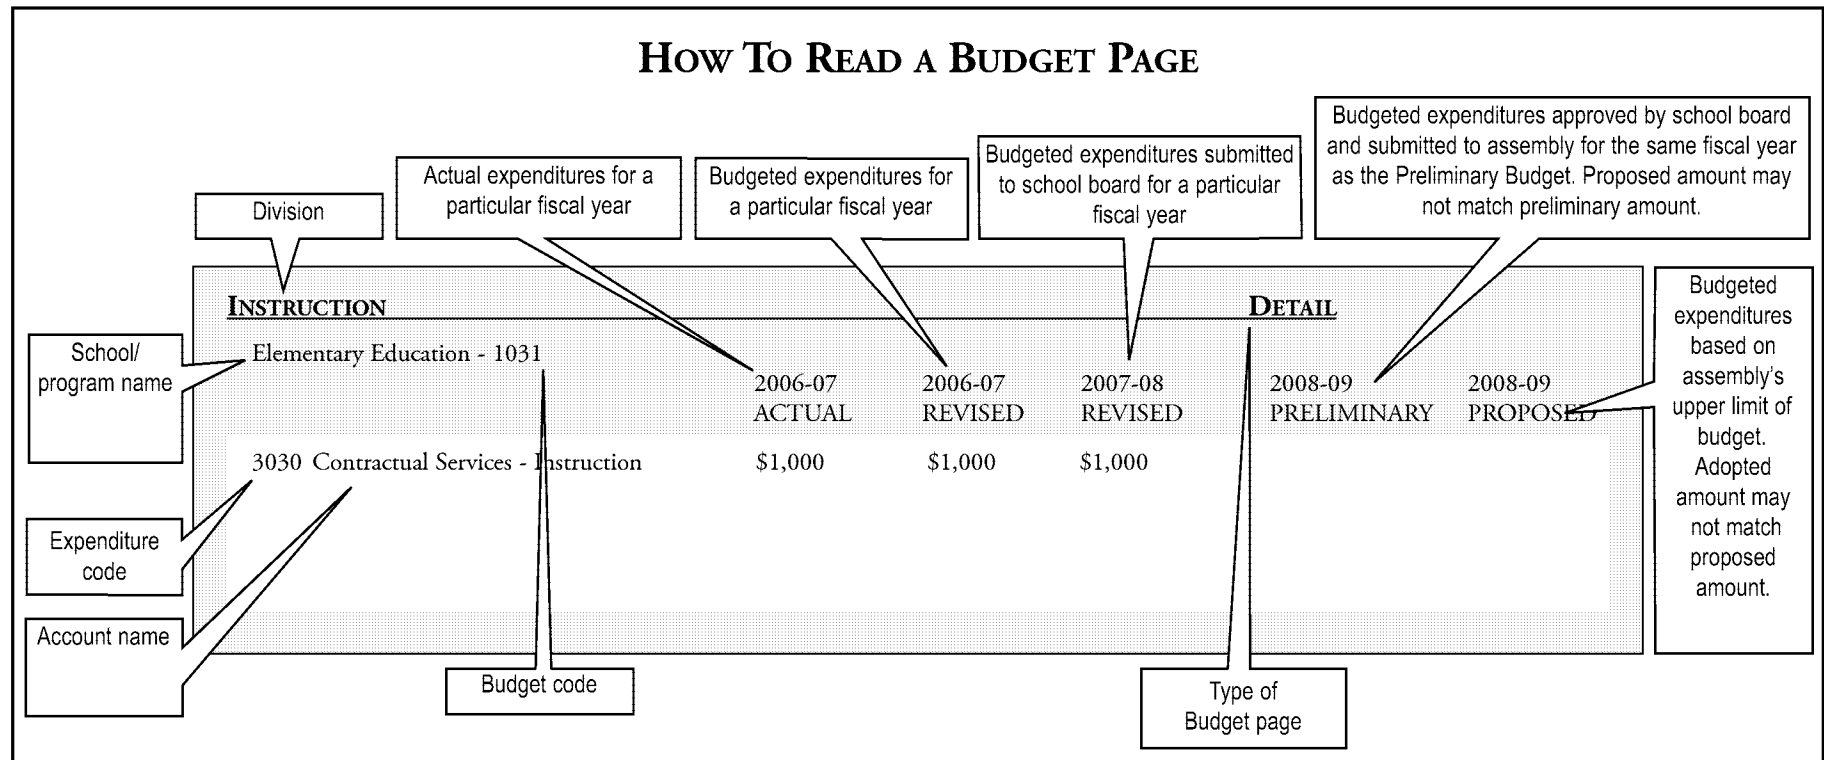 HOW TO READ A BUDGET PAGE
Budgeted expenditures approved by school board
and submitted to assembly for the same fiscal year
as the Preliminary Budget. Proposed amount may
not match preliminary amount.
Budgeted expenditures submitted
to school board for a particular
fiscal year
Actual expenditures for a
particular fiscal year
Budgeted expenditures for
a particular fiscal year
Division
INSTRUCTION
DETAIL
Budgeted
expenditures
based on
assembly's
upper limit of
budget.
Adopted
amount may
not match
proposed
amount.
School/
program name
Elementary Education - 1031
2006-07
ACTUAL
2006-07
REVISED
2007-08
REVISED
2008-09
PRELIMINARY
2008-09
PROPOSED
3030 Contractual Services - Instruction $1,000 $1,000 $1,000
Expenditure
code
Account name
Budget code
Type of
Budget page